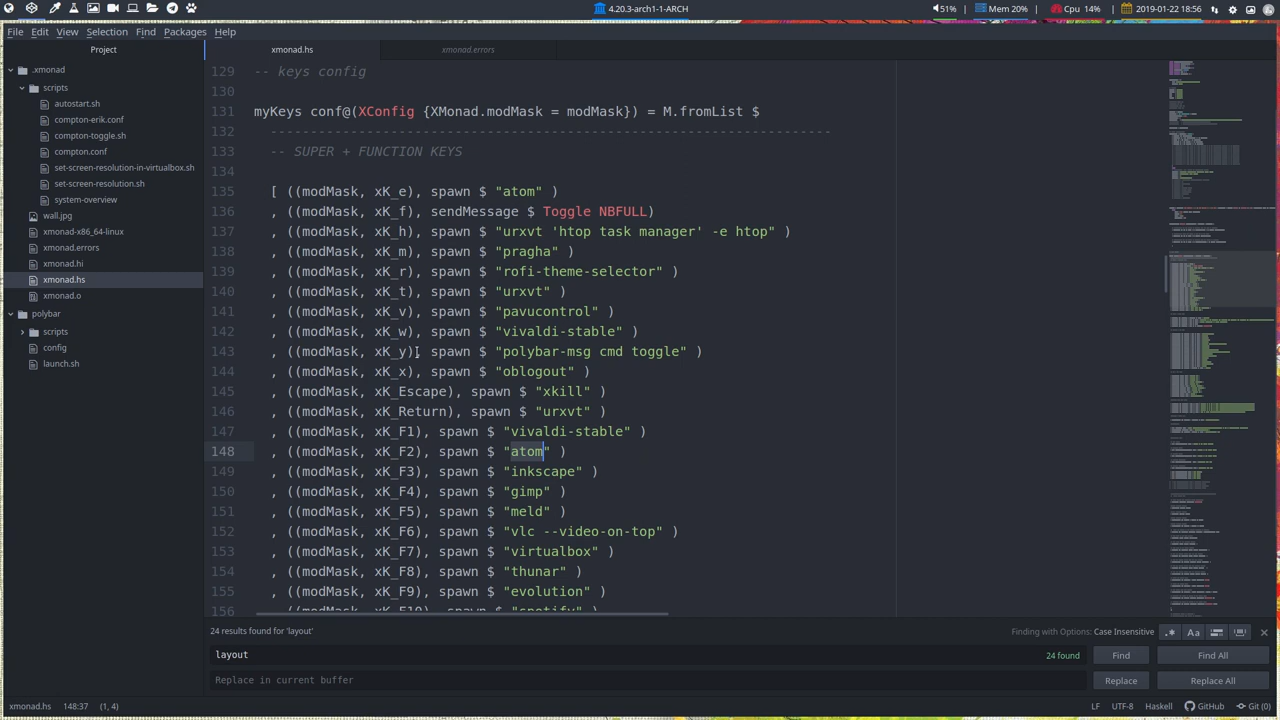 4.20.3-arch1-1-ARCH
51%
Mem 20%
Cpu 14%
2019-01-22 18:56
File Edit View Selection Find Packages Help
Project
xmonad.hs
xmonad.errors
.xmonad
scripts
autostart.sh
compton-erik.conf
compton-toggle.sh
compton.conf
set-screen-resolution-in-virtualbox.sh
set-screen-resolution.sh
system-overview
wall.jpg
xmonad-x86_64-linux
xmonad.errors
xmonad.hi
xmonad.hs
xmonad.o
polybar
scripts
config
launch.sh
129 -- keys config
130
131 myKeys conf@(XConfig {XMonad.modMask = modMask}) = M.fromList $
132 ----------------------------------------------------------------------
133 -- SUPER + FUNCTION KEYS
134
135 [ ((modMask, xK_e), spawn $ "atom" )
136 , ((modMask, xK_f), sendMessage $ Toggle NBFULL)
137 , ((modMask, xK_h), spawn $ "urxvt 'htop task manager' -e htop" )
138 , ((modMask, xK_m), spawn $ "pragha" )
139 , ((modMask, xK_r), spawn $ "rofi-theme-selector" )
140 , ((modMask, xK_t), spawn $ "urxvt" )
141 , ((modMask, xK_v), spawn $ "pavucontrol" )
142 , ((modMask, xK_w), spawn $ "vivaldi-stable" )
143 , ((modMask, xK_y), spawn $ "polybar-msg cmd toggle" )
144 , ((modMask, xK_x), spawn $ "oblogout" )
145 , ((modMask, xK_Escape), spawn $ "xkill" )
146 , ((modMask, xK_Return), spawn $ "urxvt" )
147 , ((modMask, xK_F1), spawn $ "vivaldi-stable" )
148 , ((modMask, xK_F2), spawn $ "atom
149 , ((modMask, xK_F3), spawn $ "inkscape" )
150 , ((modMask, xK_F4), spawn $ "gimp" )
151 , ((modMask, xK_F5), spawn $ "meld" )
152 , ((modMask, xK_F6), spawn $ "vlc --video-on-top" )
153 , ((modMask, xK_F7), spawn $ "virtualbox" )
154 , ((modMask, xK_F8), spawn $ "thunar"
155 , ((modMask, xK_F9), spawn $ "evolution"
156 , ((modMask, xK_F10), spawn $ "spotify" )
24 results found for 'layout'
Finding with Options: Case Insensitive
.*
Aa
layout
24 found
Find
Find All
Replace in current buffer
Replace
Replace All
xmonad.hs 148:37 (1, 4)
LF UTF-8 Haskell GitHub Git (0)